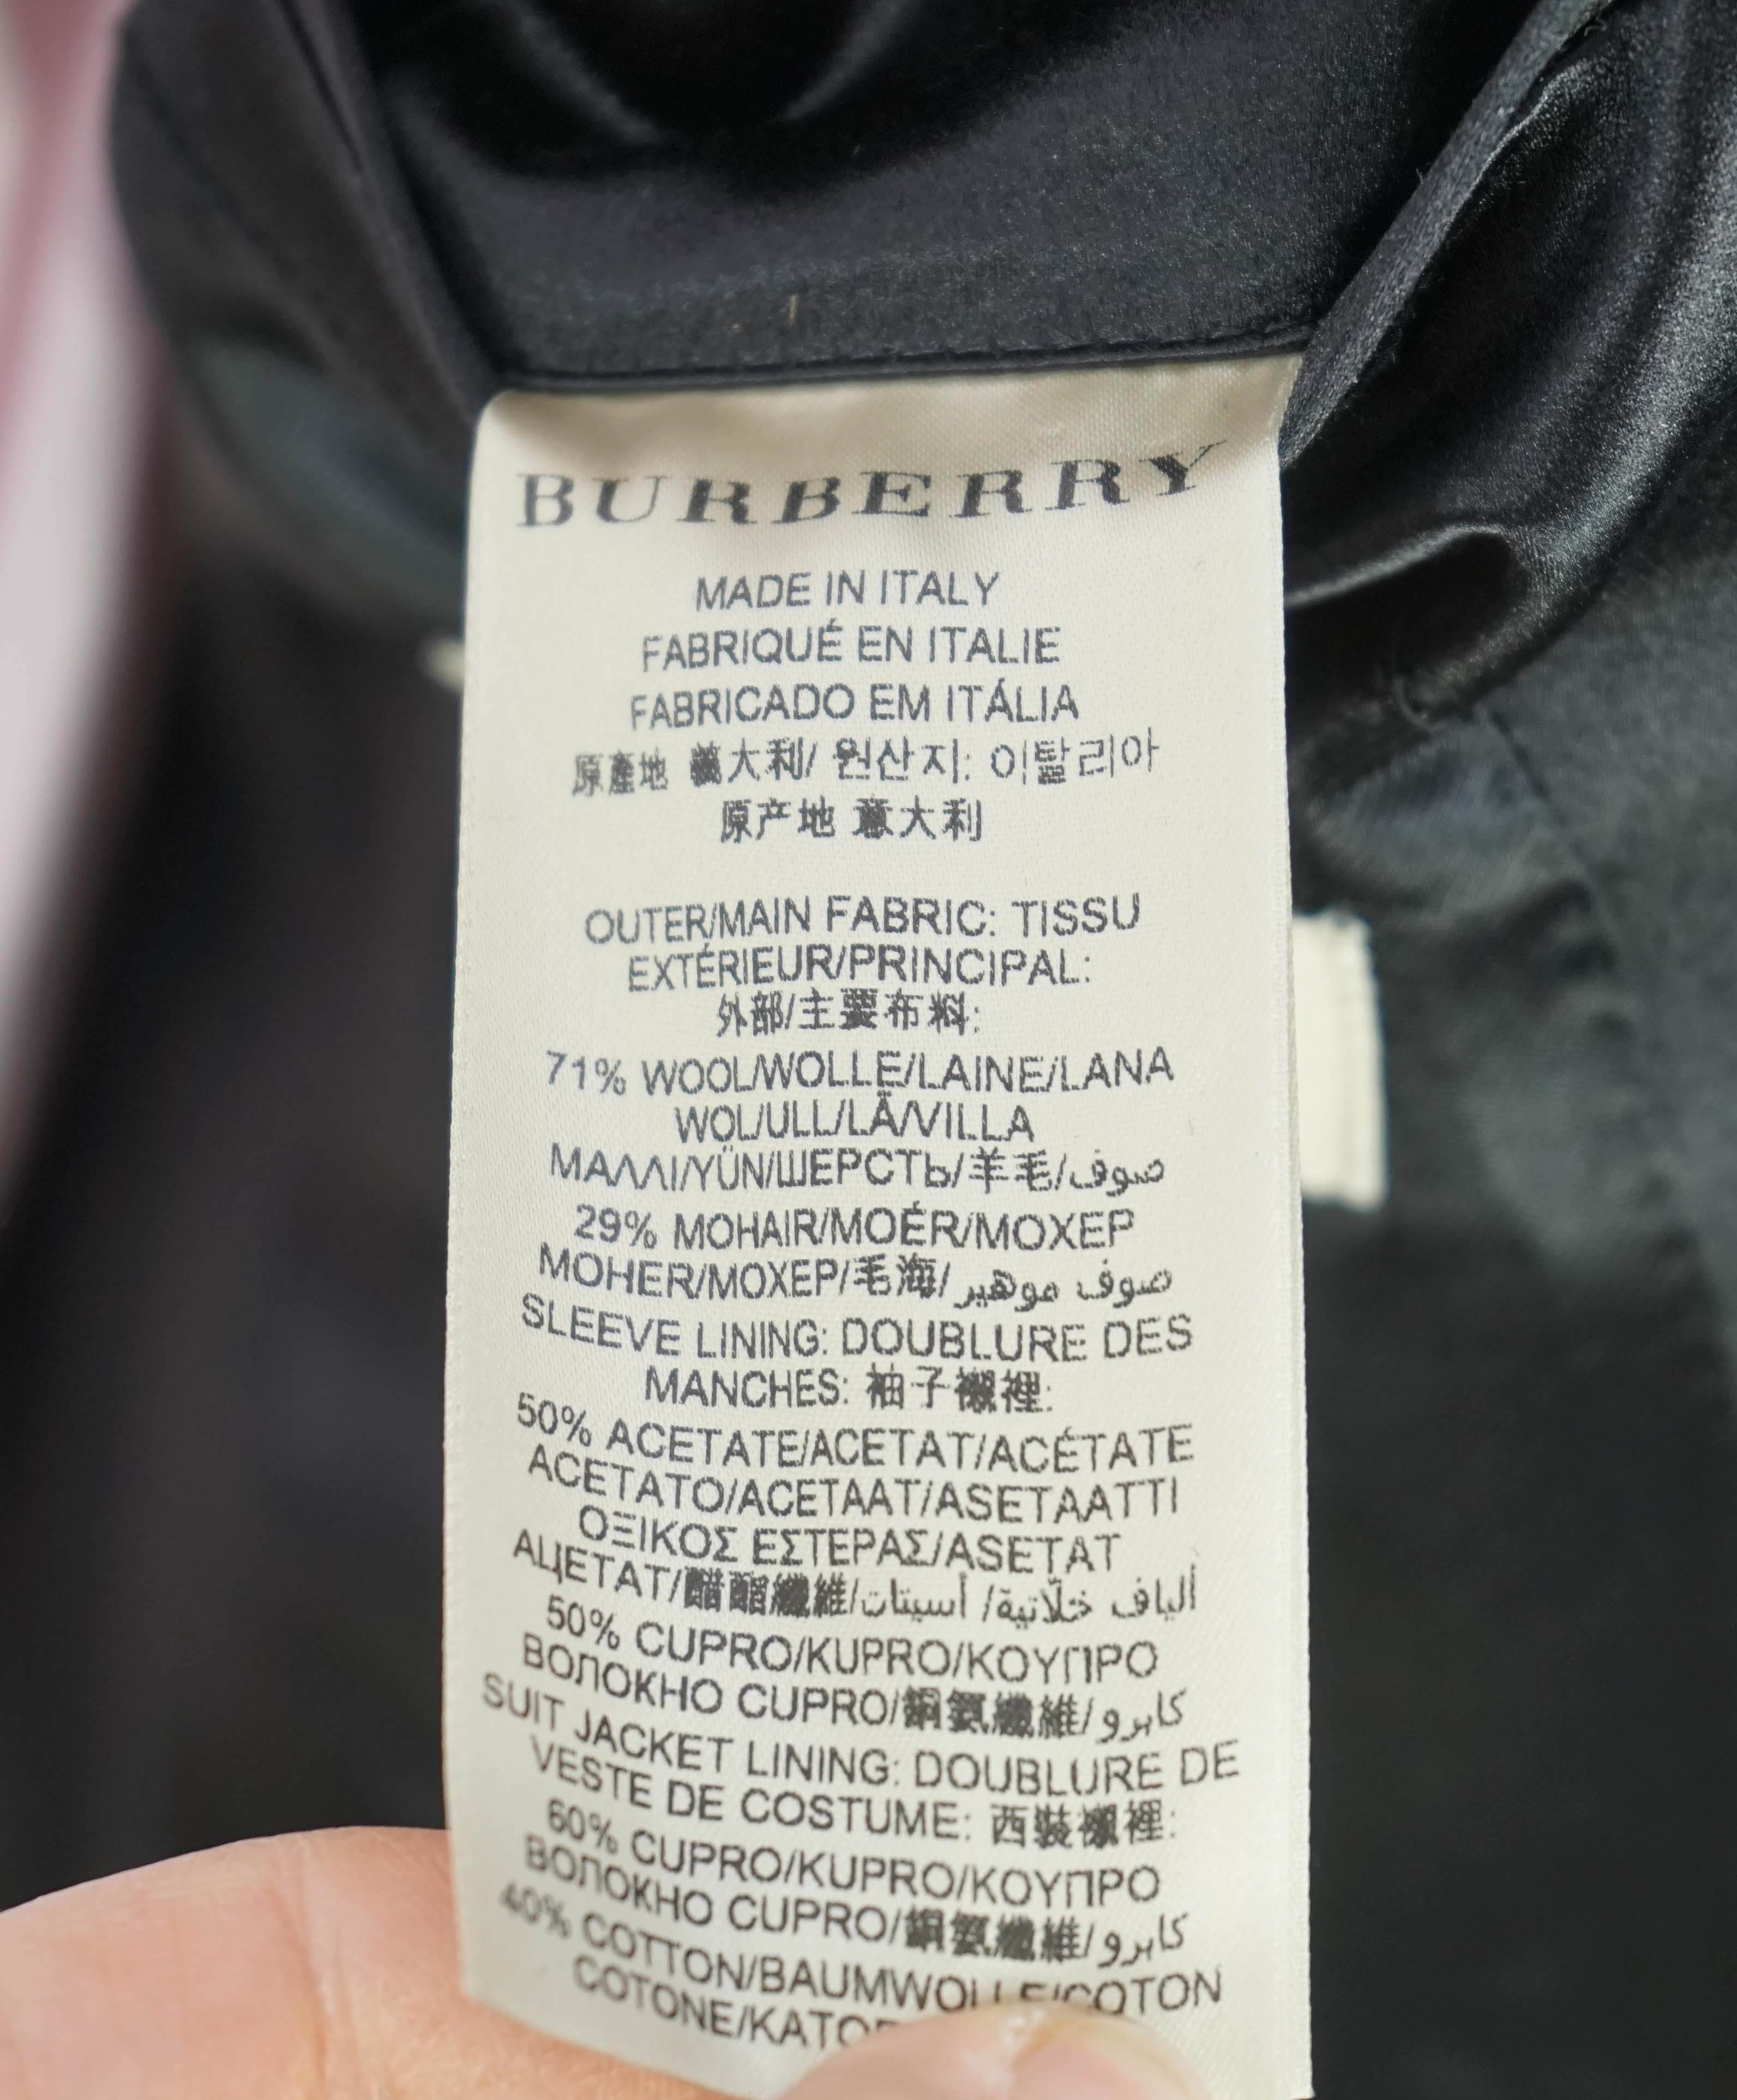 BURBERRY
MADE IN ITALY
FABRIQUÉ EN ITALIE
FABRICADO EM ITÁLIA
原產地 義大利/ 원산지: 이탈리아
原产地 意大利
OUTER/MAIN FABRIC: TISSU
EXTÉRIEUR/PRINCIPAL:
外部/主要布料:
71% WOOL/WOLLE/LAINE/LANA
WOL/ULL/LÃ/VILLA
ΜΑΛΛΙ/YÜN/ШЕРСТЬ/羊毛/صوف
29% MOHAIR/MOÉR/MOXEP
MOHER/MOXEP/毛海/صوف موهير
SLEEVE LINING: DOUBLURE DES
MANCHES: 袖子襯裡:
50% ACETATE/ACETAT/ACÉTATE
ACETATO/ACETAAT/ASETAATTI
ΟΞΙΚΟΣ ΕΣΤΕΡΑΣ/ASETAT
АЦЕТАТ/醋酯纖維/ألياف خلّاتية/ أسيتات
50% CUPRO/KUPRO/ΚΟΥΠΡΟ
ВОЛОКНО CUPRO/銅氨纖維/كابرو
SUIT JACKET LINING: DOUBLURE DE
VESTE DE COSTUME: 西裝襯裡:
60% CUPRO/KUPRO/ΚΟΥΠΡΟ
ВОЛОКНО CUPRO/銅氨纖維/كابرو
40% COTTON/BAUMWOLLE/COTON
COTONE/KATO